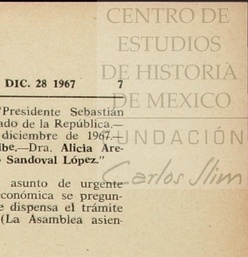 CENTRO DE
ESTUDIOS
DE HISTORIA
DE MEXICO
FUNDACIÓN
Carlos Slim
DIC. 28 1967 7
"Presidente Sebastián
ado de la República.—
diciembre de 1967.—
ibe.—Dra. Alicia Are-
Sandoval López."
asunto de urgente
económica se pregun-
e dispensa el trámite
(La Asamblea asien-